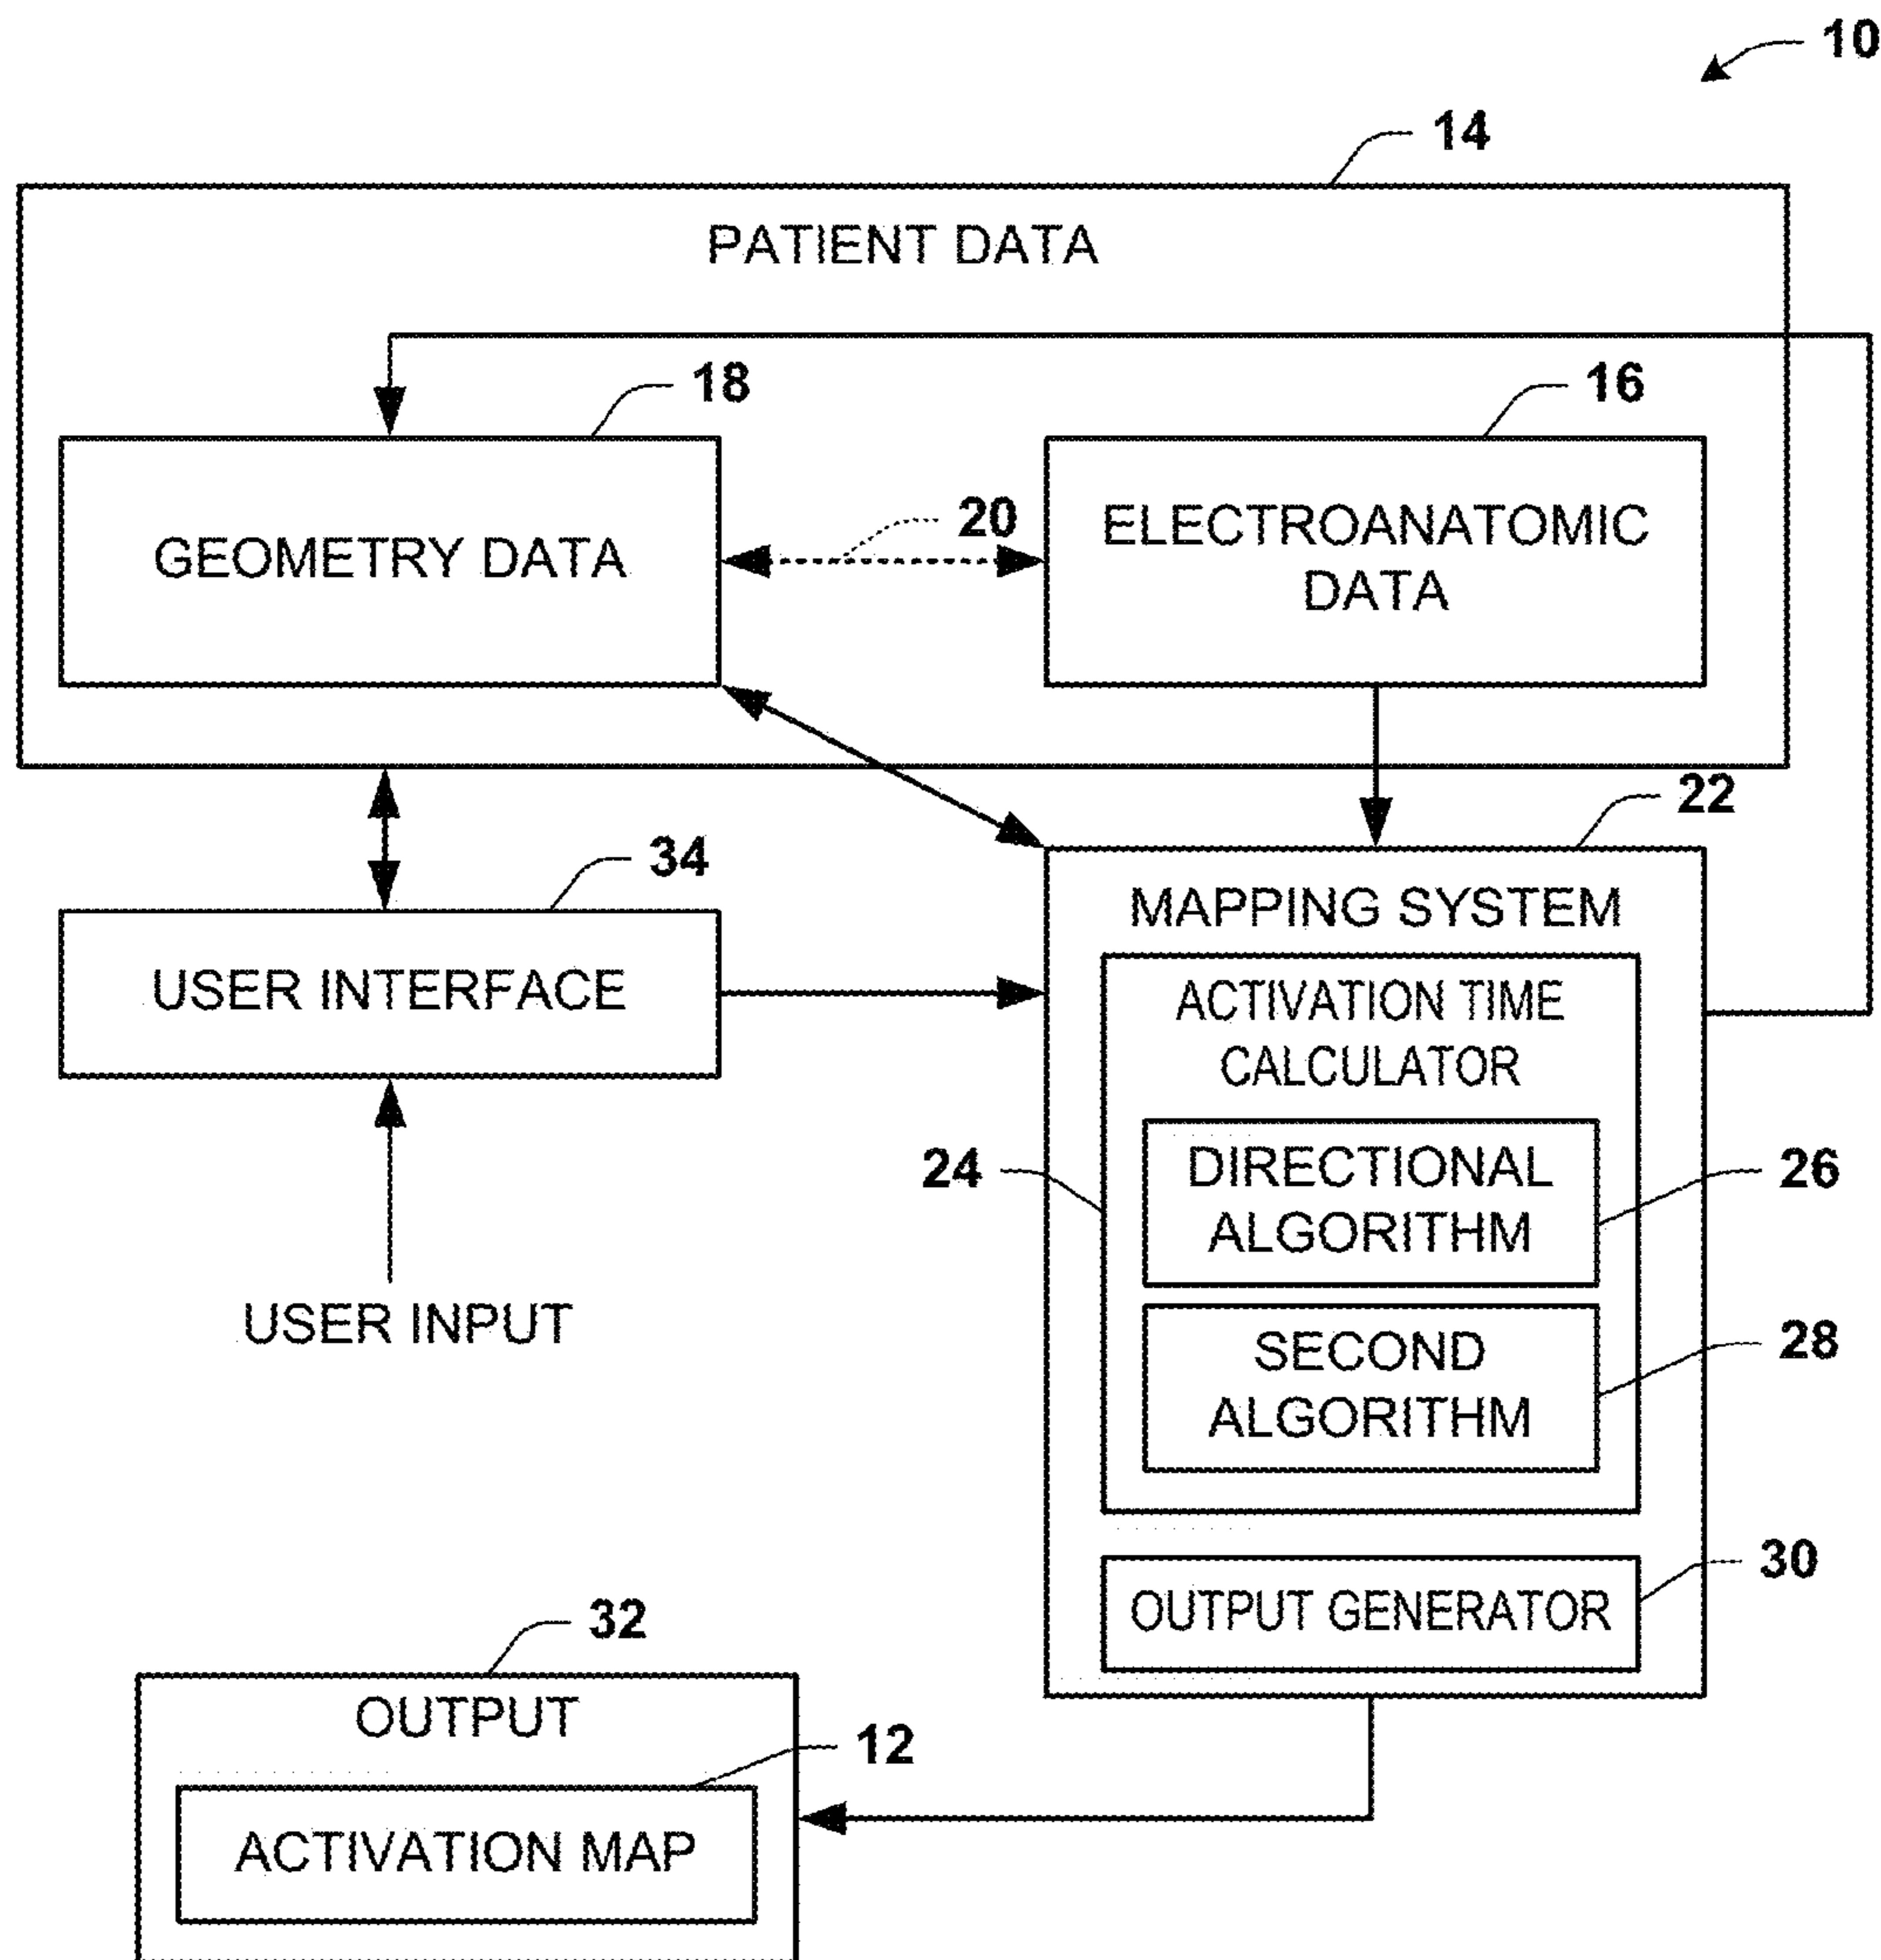 10
14
PATIENT DATA
18
16
GEOMETRY DATA
20
ELECTROANATOMIC
DATA
22
34
MAPPING SYSTEM
USER INTERFACE
ACTIVATION TIME
CALCULATOR
24
DIRECTIONAL
ALGORITHM
26
USER INPUT
SECOND
ALGORITHM
28
30
OUTPUT GENERATOR
32
OUTPUT
12
ACTIVATION MAP